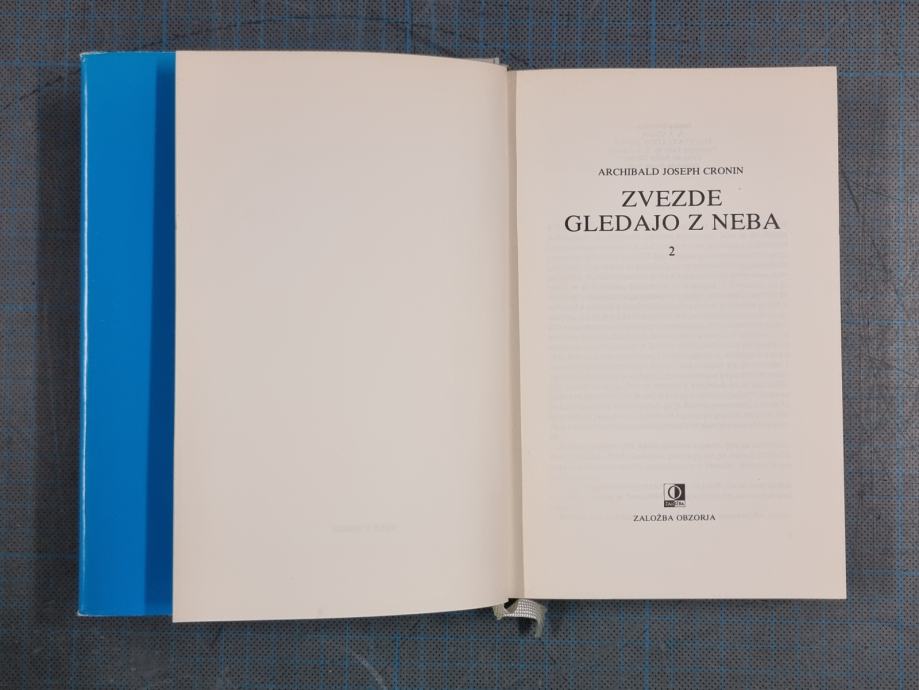 ARCHIBALD JOSEPH CRONIN
ZVEZDE
GLEDAJO Z NEBA
2
ZALOŽBA OBZORJA